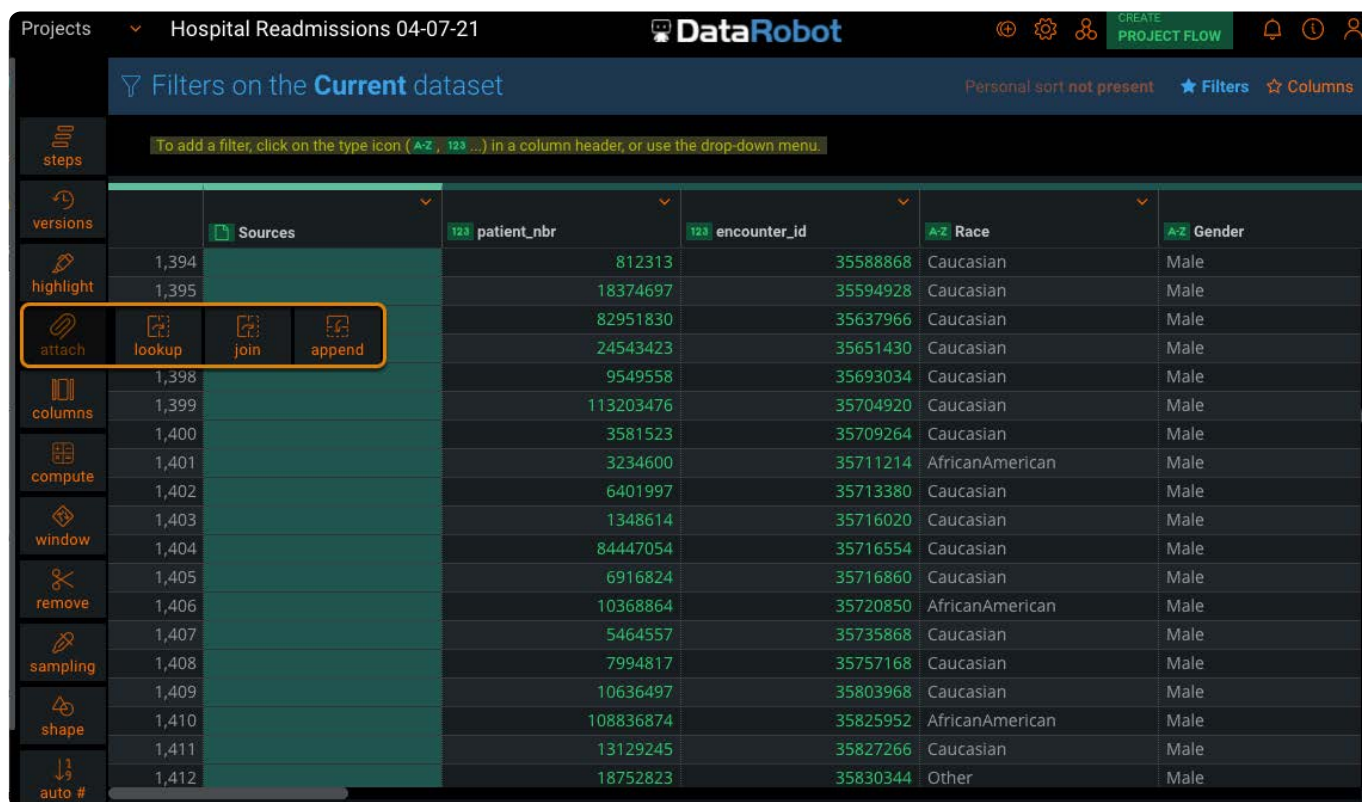 Projects Hospital Readmissions 04-07-21 DataRobot CREATE
PROJECT FLOW
Filters on the Current dataset Personal sort not present Filters Columns
To add a filter, click on the type icon ( A-Z , 123 ...) in a column header, or use the drop-down menu.
steps
versions
highlight
attach lookup join append
columns
compute
window
remove
sampling
shape
auto #
Sources 123 patient_nbr 123 encounter_id A-Z Race A-Z Gender
1,394 812313 35588868 Caucasian Male
1,395 18374697 35594928 Caucasian Male
82951830 35637966 Caucasian Male
24543423 35651430 Caucasian Male
1,398 9549558 35693034 Caucasian Male
1,399 113203476 35704920 Caucasian Male
1,400 3581523 35709264 Caucasian Male
1,401 3234600 35711214 AfricanAmerican Male
1,402 6401997 35713380 Caucasian Male
1,403 1348614 35716020 Caucasian Male
1,404 84447054 35716554 Caucasian Male
1,405 6916824 35716860 Caucasian Male
1,406 10368864 35720850 AfricanAmerican Male
1,407 5464557 35735868 Caucasian Male
1,408 7994817 35757168 Caucasian Male
1,409 10636497 35803968 Caucasian Male
1,410 108836874 35825952 AfricanAmerican Male
1,411 13129245 35827266 Caucasian Male
1,412 18752823 35830344 Other Male